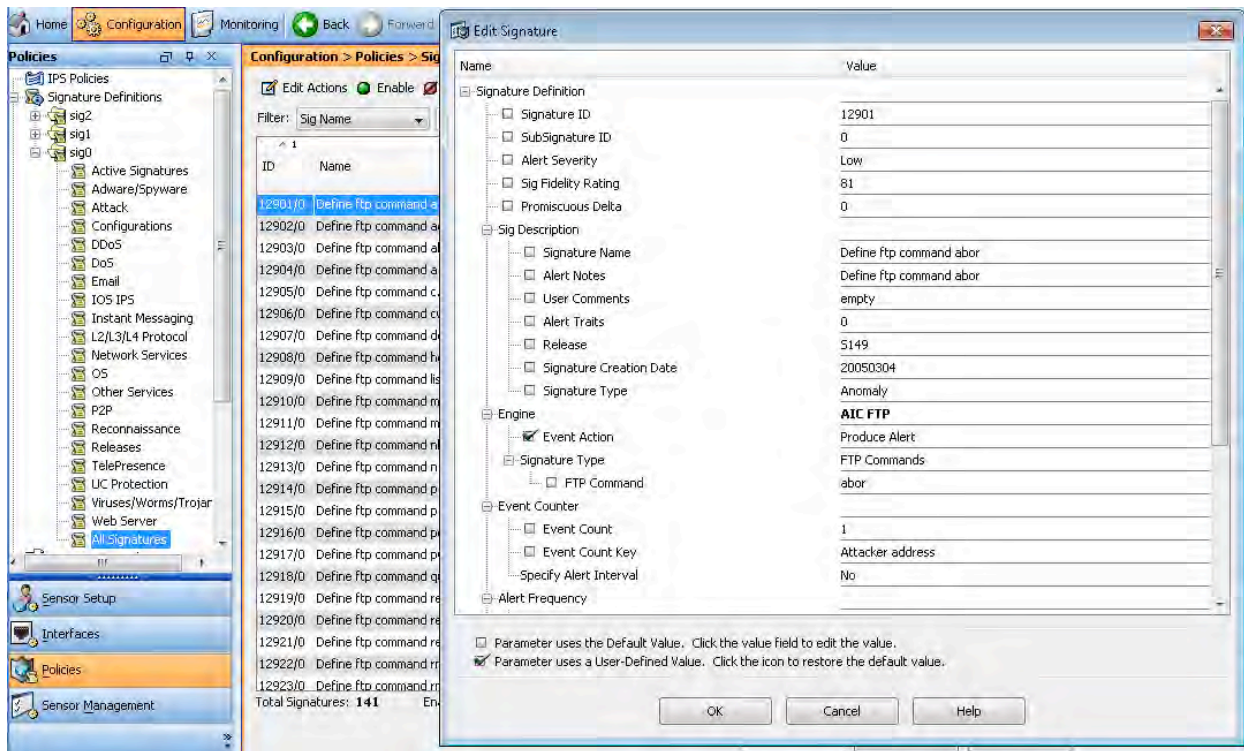 Home Configuration Monitoring Back Forward
Policies
IPS Policies
Signature Definitions
sig2
sig1
sig0
Active Signatures
Adware/Spyware
Attack
Configurations
DDoS
DoS
Email
IOS IPS
Instant Messaging
L2/L3/L4 Protocol
Network Services
OS
Other Services
P2P
Reconnaissance
Releases
TelePresence
UC Protection
Viruses/Worms/Trojan
Web Server
All Signatures
Sensor Setup
Interfaces
Policies
Sensor Management
Configuration > Policies > Sig
Edit Actions Enable
Filter: Sig Name
1
ID Name
12901/0 Define ftp command a
12902/0 Define ftp command a
12903/0 Define ftp command al
12904/0 Define ftp command a
12905/0 Define ftp command c
12906/0 Define ftp command c
12907/0 Define ftp command d
12908/0 Define ftp command h
12909/0 Define ftp command lis
12910/0 Define ftp command m
12911/0 Define ftp command m
12912/0 Define ftp command nl
12913/0 Define ftp command n
12914/0 Define ftp command p
12915/0 Define ftp command p
12916/0 Define ftp command p
12917/0 Define ftp command p
12918/0 Define ftp command q
12919/0 Define ftp command re
12920/0 Define ftp command re
12921/0 Define ftp command re
12922/0 Define ftp command r
12923/0 Define ftp command r
Total Signatures: 141 En
Edit Signature
Name Value
Signature Definition
Signature ID 12901
SubSignature ID 0
Alert Severity Low
Sig Fidelity Rating 81
Promiscuous Delta 0
Sig Description
Signature Name Define ftp command abor
Alert Notes Define ftp command abor
User Comments empty
Alert Traits 0
Release S149
Signature Creation Date 20050304
Signature Type Anomaly
Engine AIC FTP
Event Action Produce Alert
Signature Type FTP Commands
FTP Command abor
Event Counter
Event Count 1
Event Count Key Attacker address
Specify Alert Interval No
Alert Frequency
Parameter uses the Default Value. Click the value field to edit the value.
Parameter uses a User-Defined Value. Click the icon to restore the default value.
OK Cancel Help